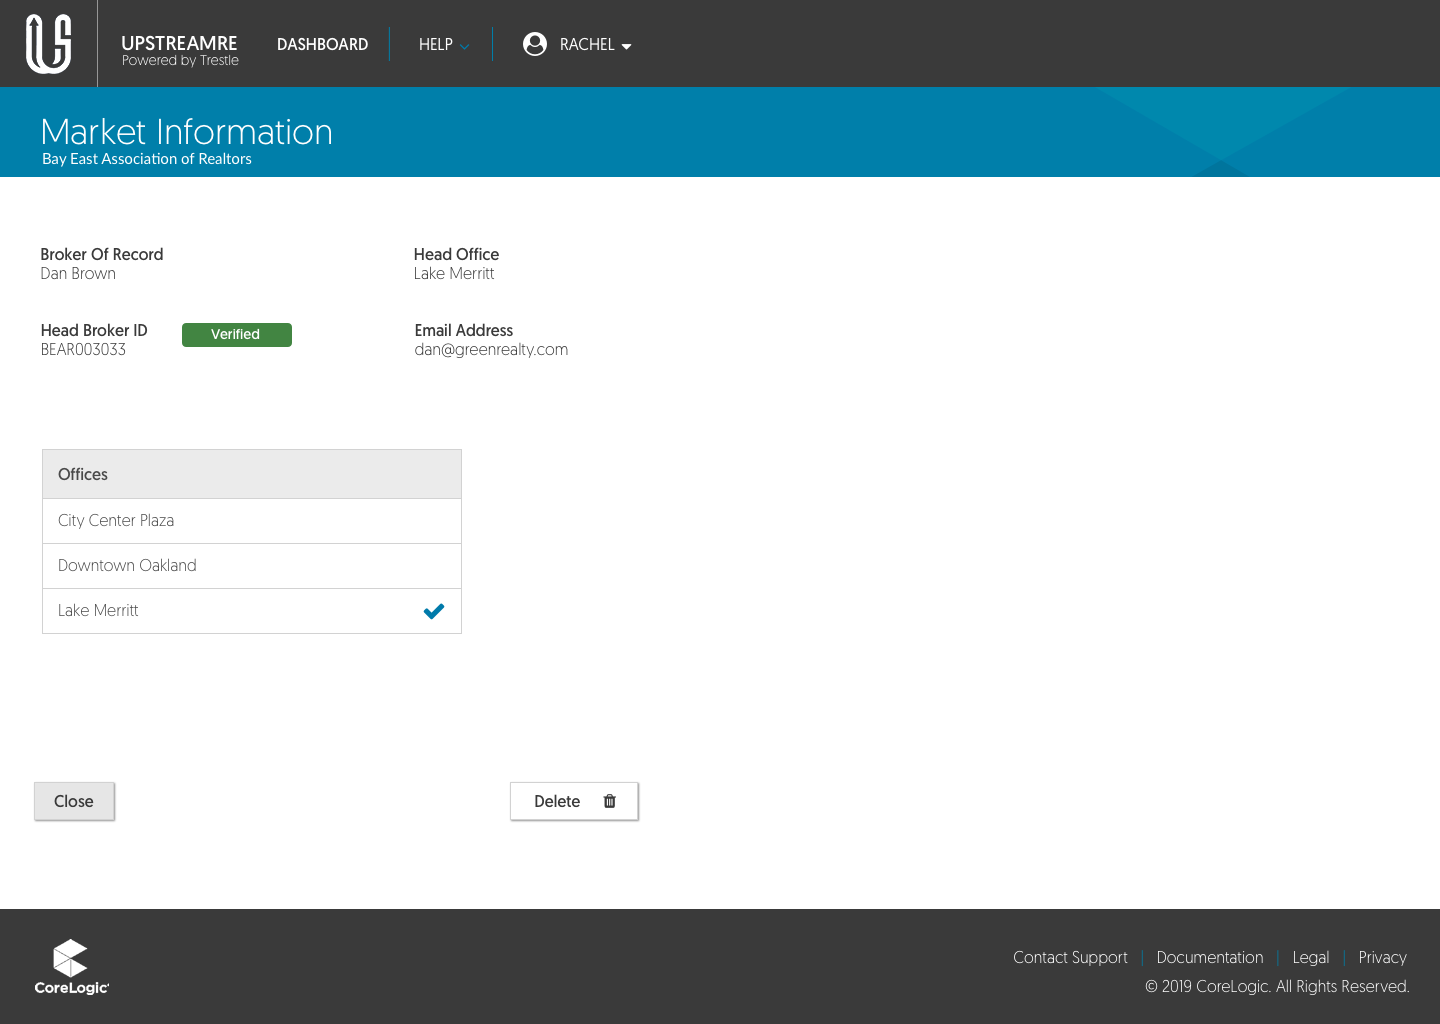 UPSTREAMRE
Powered by Trestle
DASHBOARD
HELP
RACHEL
Market Information
Bay East Association of Realtors
Broker Of Record
Dan Brown
Head Office
Lake Merritt
Head Broker ID
BEAR003033
Verified
Email Address
dan@greenrealty.com
Offices
City Center Plaza
Downtown Oakland
Lake Merritt
Close
Delete
CoreLogic
Contact Support | Documentation | Legal | Privacy
© 2019 CoreLogic. All Rights Reserved.